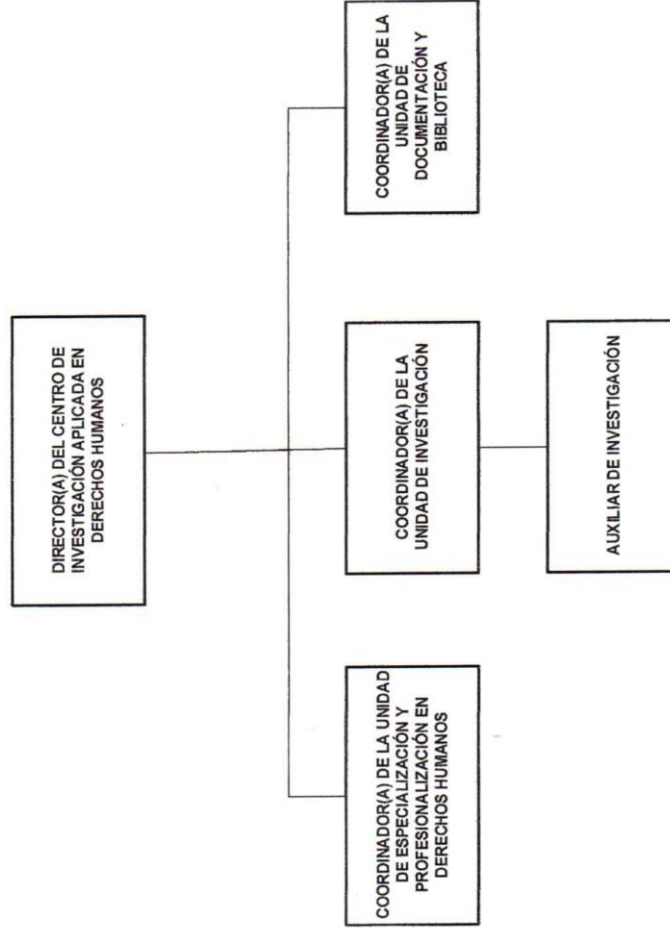 DIRECTOR(A) DEL CENTRO DE
INVESTIGACIÓN APLICADA EN
DERECHOS HUMANOS
COORDINADOR(A) DE LA UNIDAD
DE ESPECIALIZACIÓN Y
PROFESIONALIZACIÓN EN
DERECHOS HUMANOS
COORDINADOR(A) DE LA
UNIDAD DE INVESTIGACIÓN
COORDINADOR(A) DE LA
UNIDAD DE
DOCUMENTACIÓN Y
BIBLIOTECA
AUXILIAR DE INVESTIGACIÓN